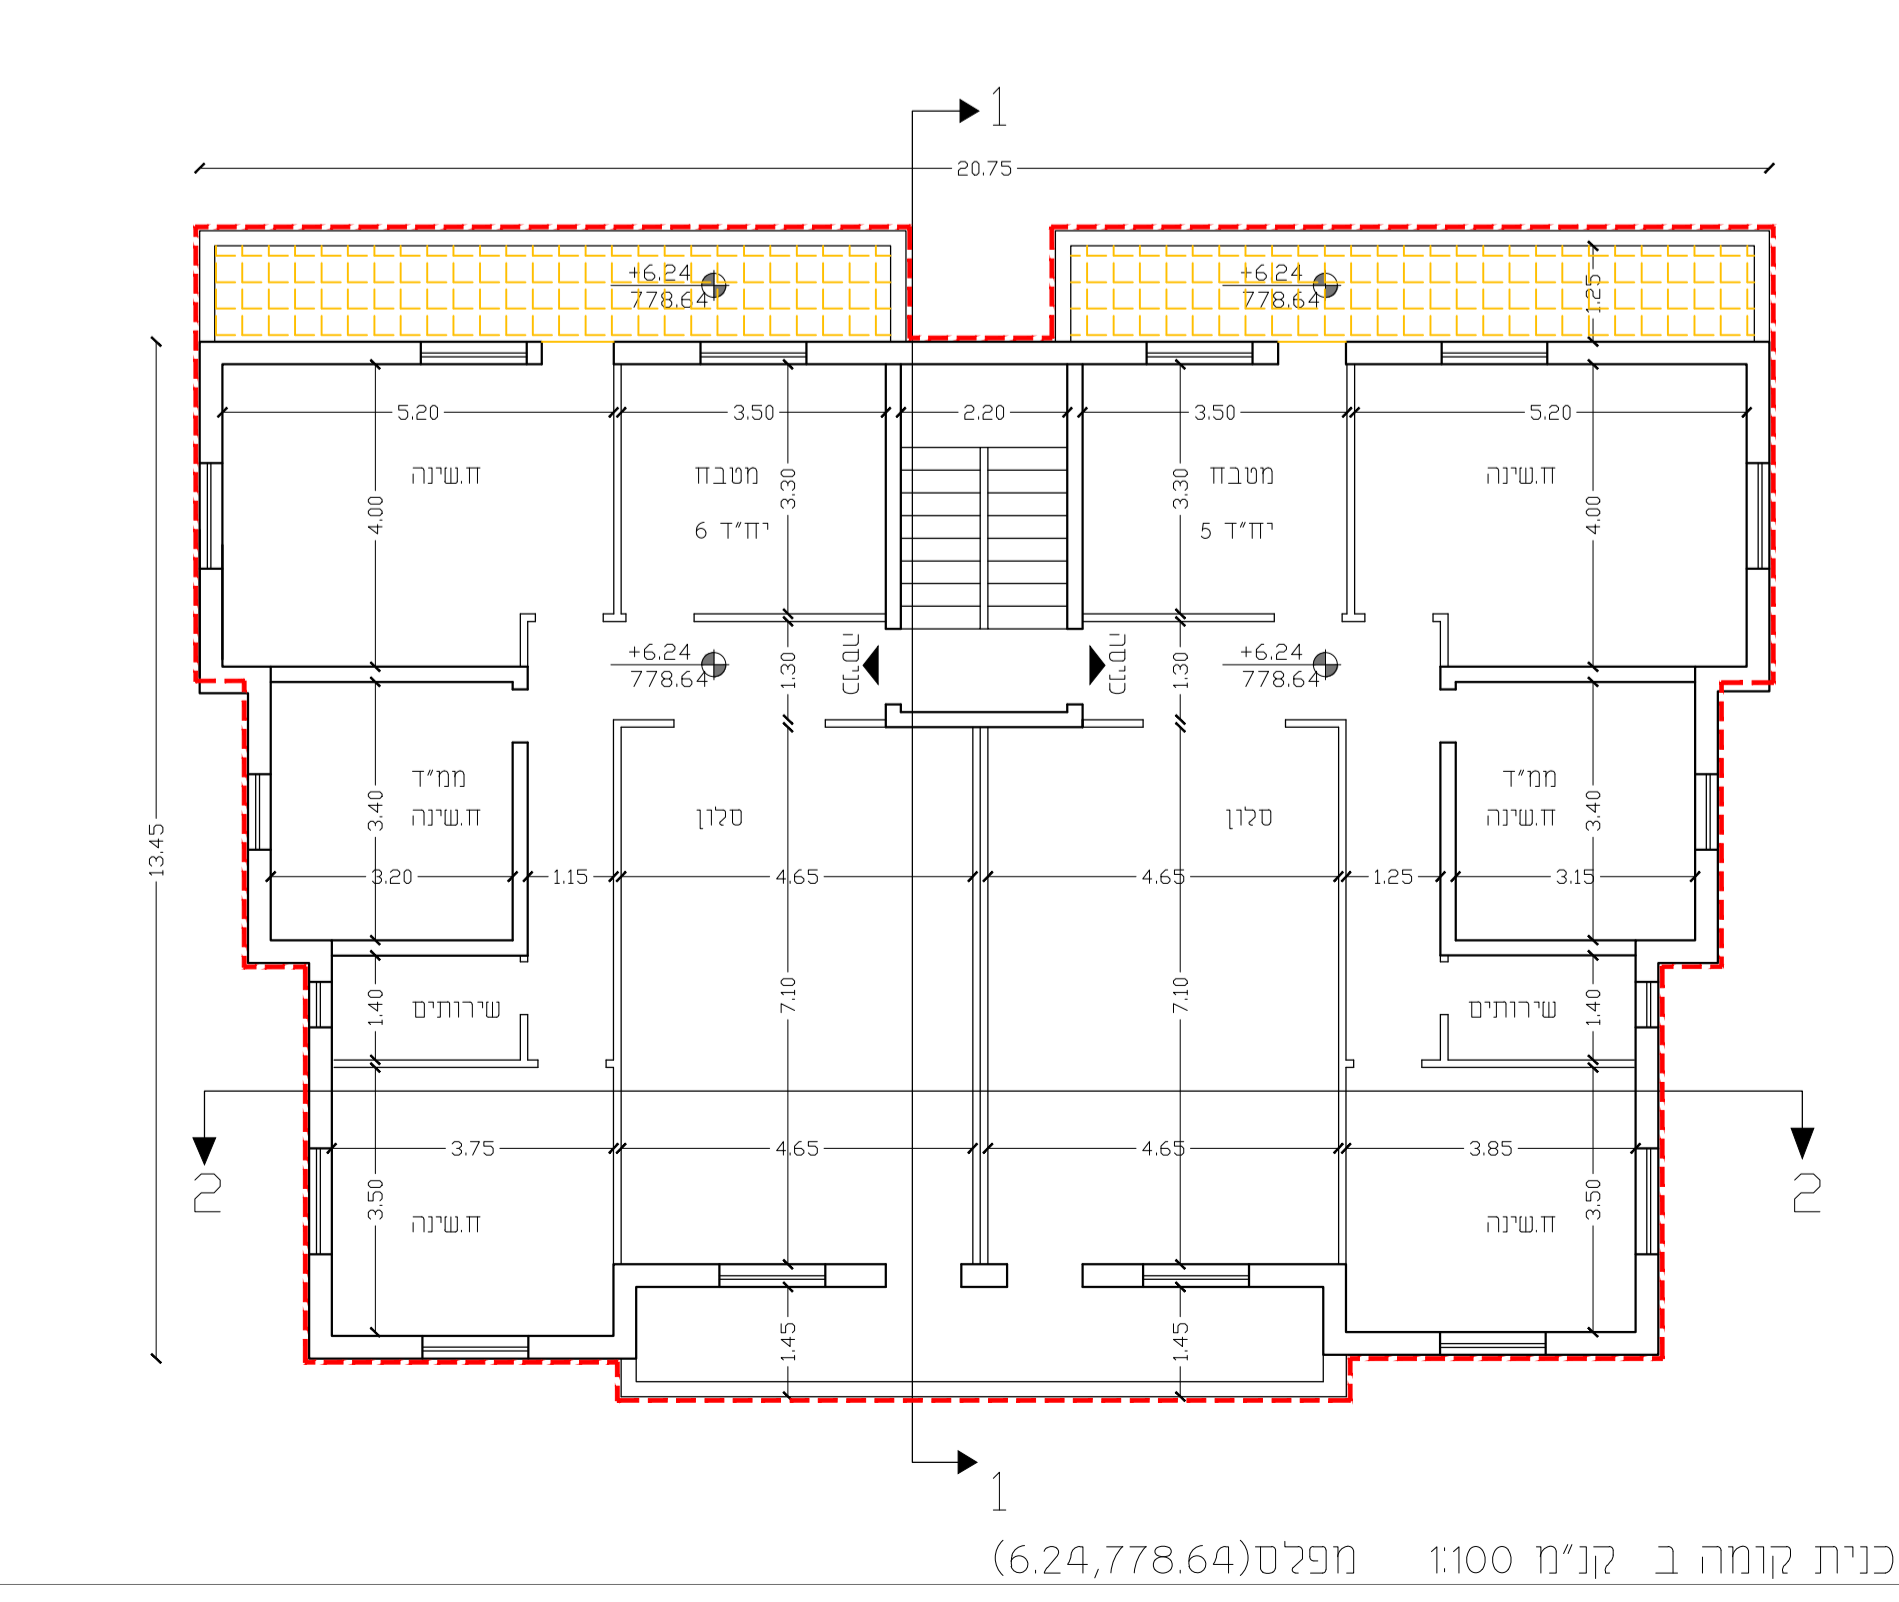 1
20.75
+6.24
778.64
+6.24
778.64
1.25
5.20
3.50
2.20
3.50
5.20
ח.שינה
מטבח
מטבח
ח.שינה
4.00
3.30
3.30
4.00
יח״ד 6
יח״ד 5
+6.24
778.64
1.30
כניסה
כניסה
1.30
+6.24
778.64
ממ״ד
ח.שינה
סלון
סלון
ממ״ד
ח.שינה
3.40
3.40
13.45
3.20
1.15
4.65
4.65
1.25
3.15
שירותים
1.40
7.10
7.10
שירותים
1.40
3.75
4.65
4.65
3.85
2
3.50
3.50
2
ח.שינה
ח.שינה
1.45
1.45
1
כנית קומה ב קנ״מ 1:100 מפלס(6.24,778.64)